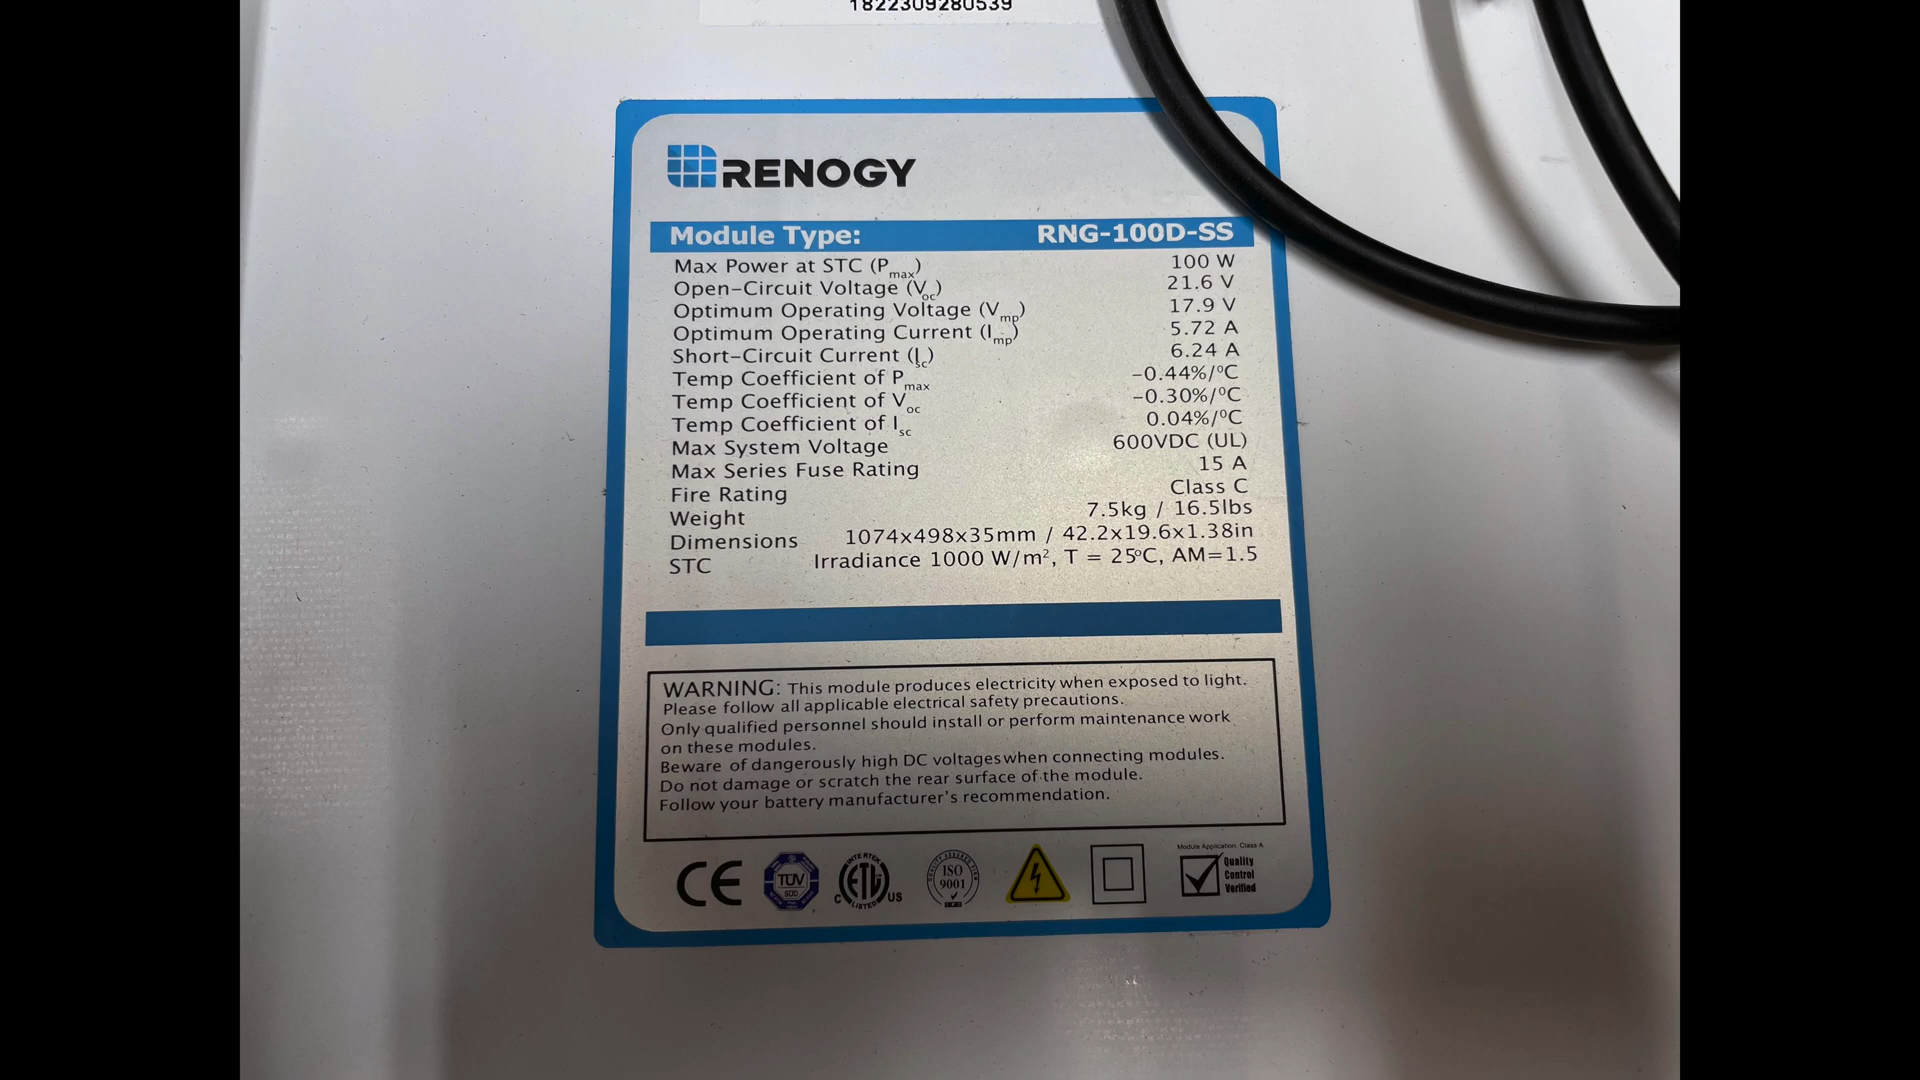 1822309280539
RENOGY
Module Type: RNG-100D-SS
Max Power at STC (Pmax) 100 W
Open-Circuit Voltage (Voc) 21.6 V
Optimum Operating Voltage (Vmp) 17.9 V
Optimum Operating Current (Imp) 5.72 A
Short-Circuit Current (Isc) 6.24 A
Temp Coefficient of Pmax -0.44%/ºC
Temp Coefficient of Voc -0.30%/ºC
Temp Coefficient of Isc 0.04%/ºC
Max System Voltage 600VDC (UL)
Max Series Fuse Rating 15 A
Fire Rating Class C
Weight 7.5kg / 16.5lbs
Dimensions 1074x498x35mm / 42.2x19.6x1.38in
STC Irradiance 1000 W/m², T = 25ºC, AM=1.5
WARNING: This module produces electricity when exposed to light.
Please follow all applicable electrical safety precautions.
Only qualified personnel should install or perform maintenance work
on these modules.
Beware of dangerously high DC voltageswhen connecting modules.
Do not damage or scratch the rear surface of the module.
Follow your battery manufacturer's recommendation.
Module Application. Class A
CE
TUV
SUD
INTERTEK
C ETL US
LISTED
QUALITY ASSURED FIRM
ISO
9001
Quality
Control
Verified